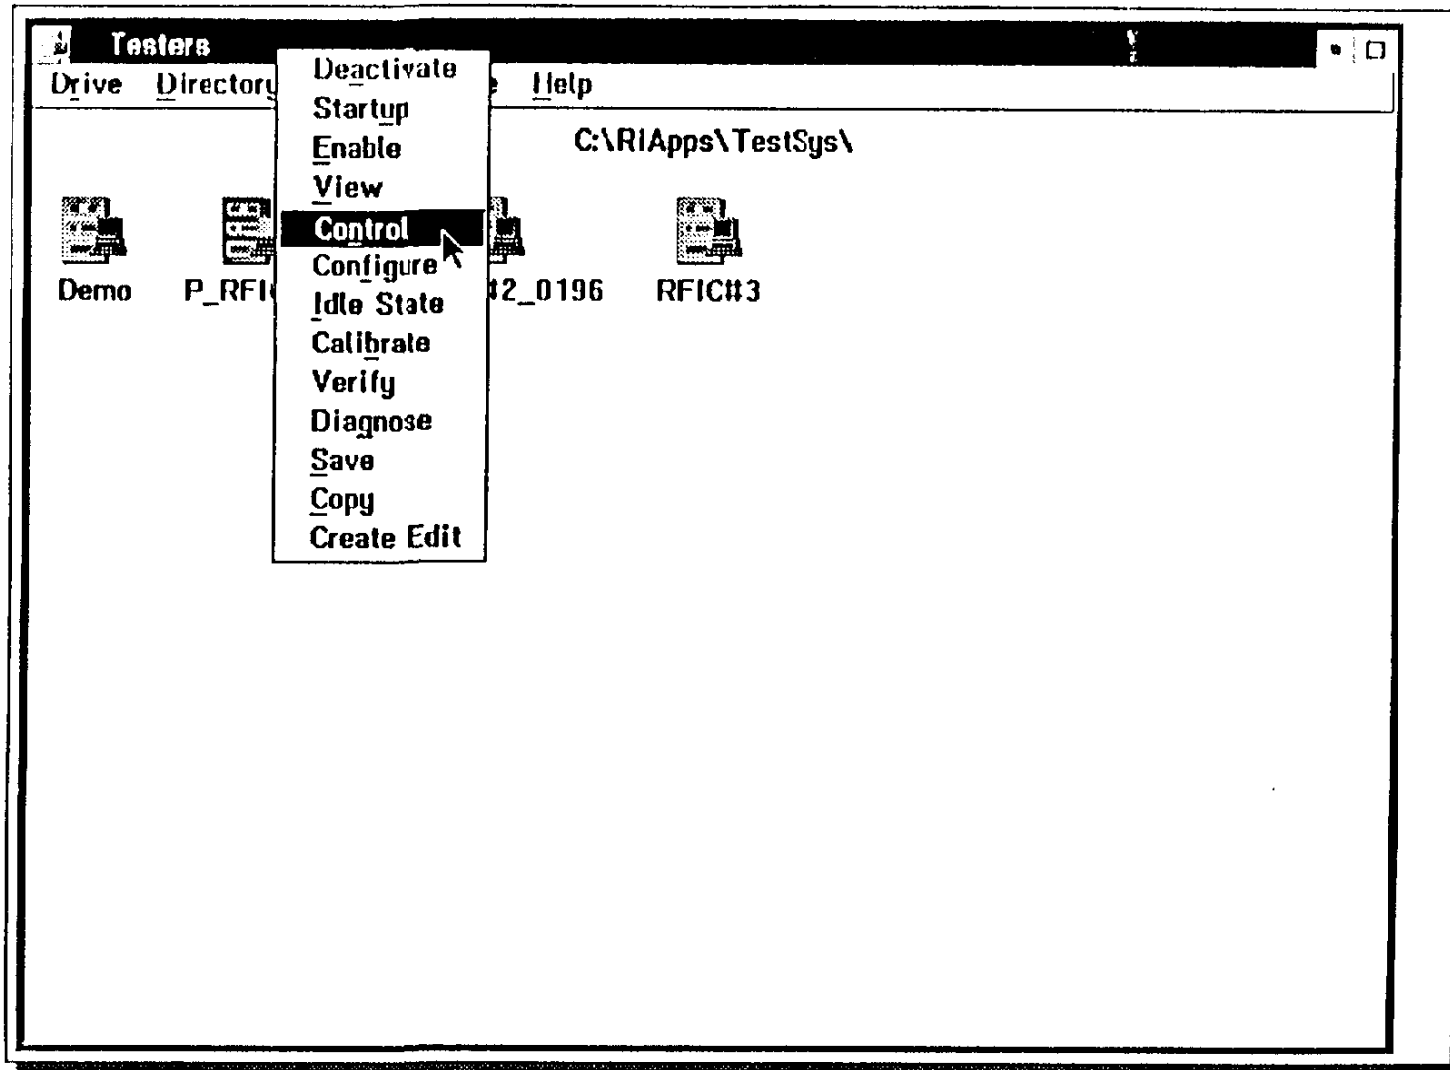 Testers
Drive Directory Help
C:\RIApps\TestSys\
Deactivate
Startup
Enable
View
Control
Configure
Idle State
Calibrate
Verify
Diagnose
Save
Copy
Create Edit
Demo P_RFI #2_0196 RFIC#3